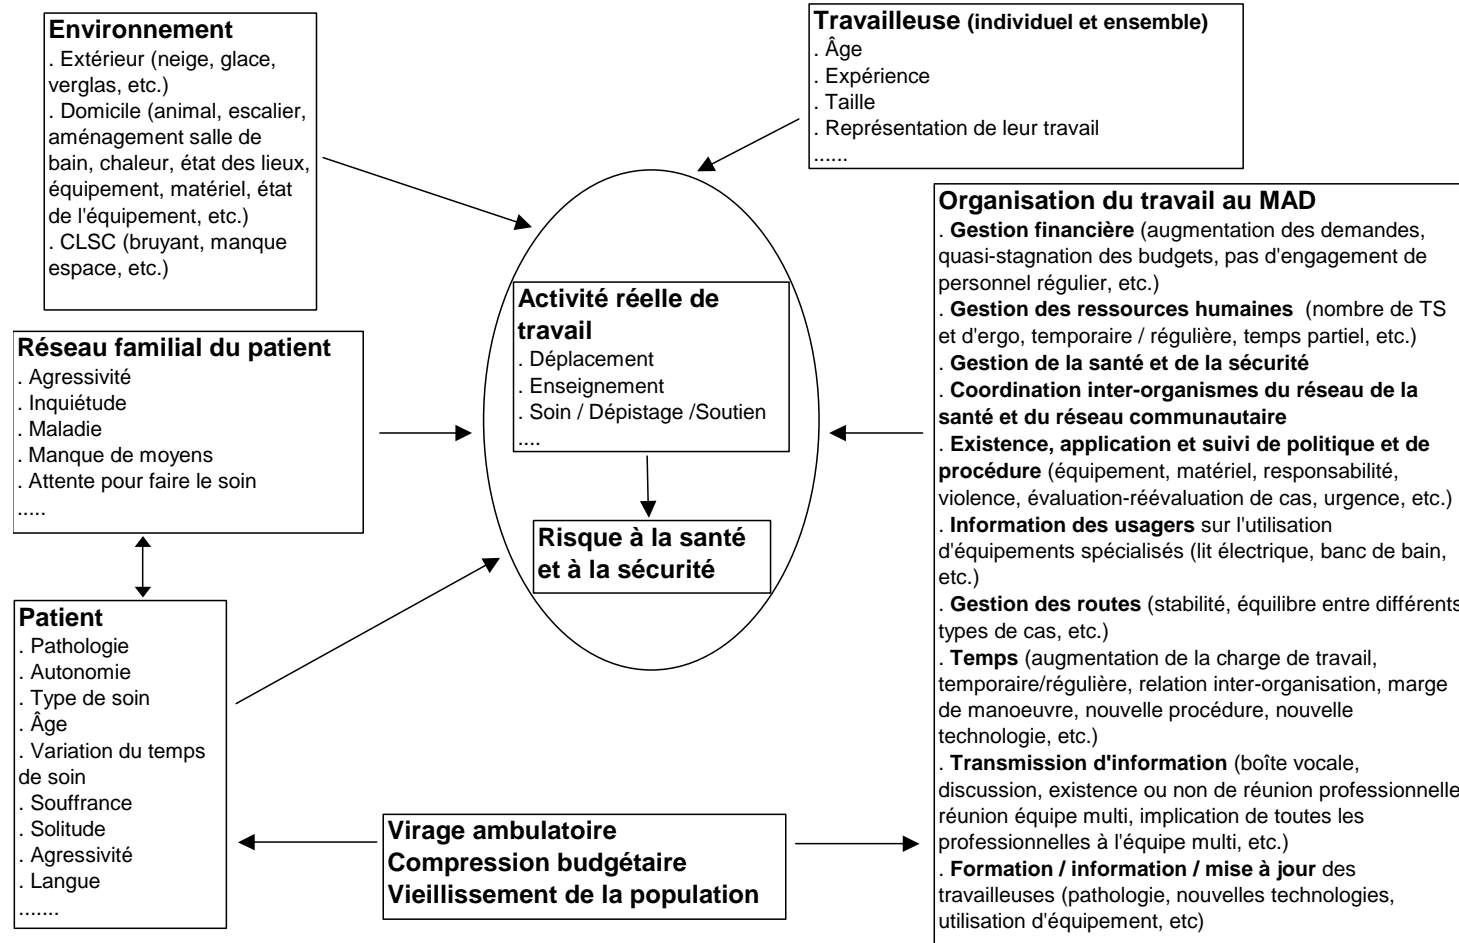 Environnement
. Extérieur (neige, glace,
verglas, etc.)
. Domicile (animal, escalier,
aménagement salle de
bain, chaleur, état des lieux,
équipement, matériel, état
de l'équipement, etc.)
. CLSC (bruyant, manque
espace, etc.)
Travailleuse (individuel et ensemble)
. Âge
. Expérience
. Taille
. Représentation de leur travail
......
Réseau familial du patient
. Agressivité
. Inquiétude
. Maladie
. Manque de moyens
. Attente pour faire le soin
.....
Activité réelle de
travail
. Déplacement
. Enseignement
. Soin / Dépistage /Soutien
....
Risque à la santé
et à la sécurité
Organisation du travail au MAD
. Gestion financière (augmentation des demandes,
quasi-stagnation des budgets, pas d'engagement de
personnel régulier, etc.)
. Gestion des ressources humaines (nombre de TS
et d'ergo, temporaire / régulière, temps partiel, etc.)
. Gestion de la santé et de la sécurité
. Coordination inter-organismes du réseau de la
santé et du réseau communautaire
. Existence, application et suivi de politique et de
procédure (équipement, matériel, responsabilité,
violence, évaluation-réévaluation de cas, urgence, etc.)
. Information des usagers sur l'utilisation
d'équipements spécialisés (lit électrique, banc de bain,
etc.)
. Gestion des routes (stabilité, équilibre entre différents
types de cas, etc.)
. Temps (augmentation de la charge de travail,
temporaire/régulière, relation inter-organisation, marge
de manoeuvre, nouvelle procédure, nouvelle
technologie, etc.)
. Transmission d'information (boîte vocale,
discussion, existence ou non de réunion professionnelle
réunion équipe multi, implication de toutes les
professionnelles à l'équipe multi, etc.)
. Formation / information / mise à jour des
travailleuses (pathologie, nouvelles technologies,
utilisation d'équipement, etc)
Patient
. Pathologie
. Autonomie
. Type de soin
. Âge
. Variation du temps
de soin
. Souffrance
. Solitude
. Agressivité
. Langue
.......
Virage ambulatoire
Compression budgétaire
Vieillissement de la population